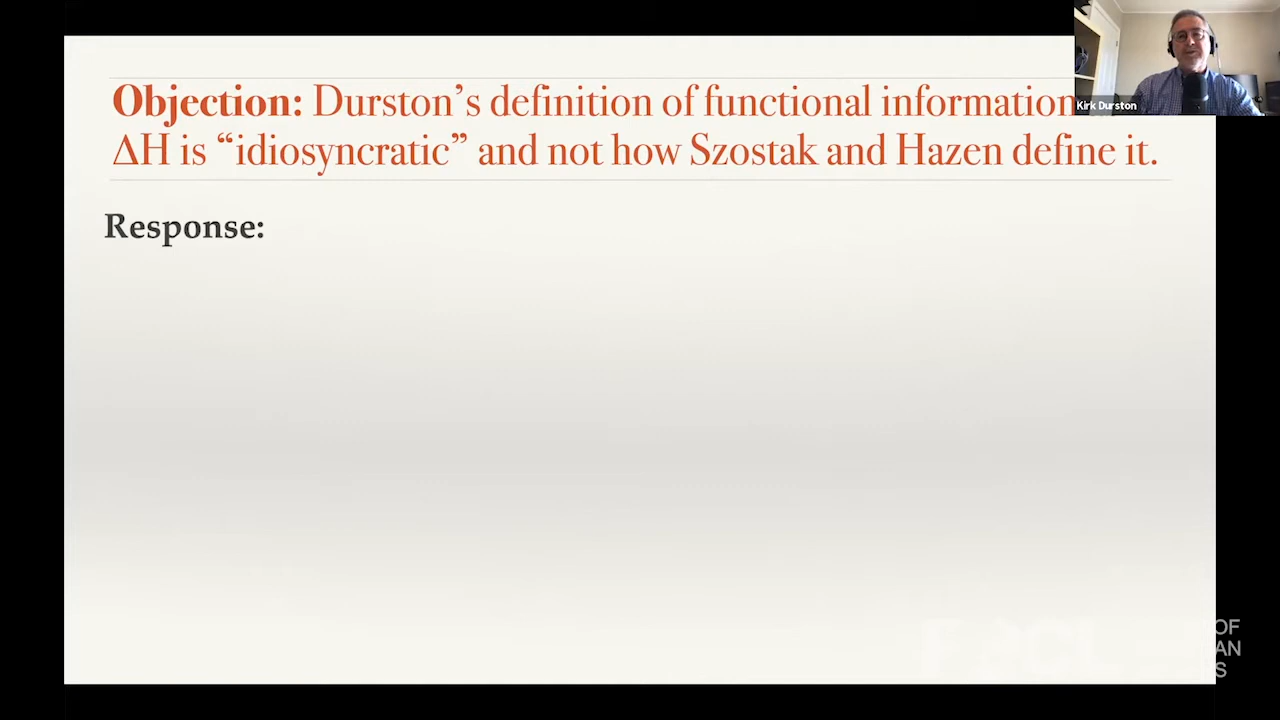 Objection: Durston's definition of functional information
ΔH is “idiosyncratic” and not how Szostak and Hazen define it.
Kirk Durston
Response:
OF